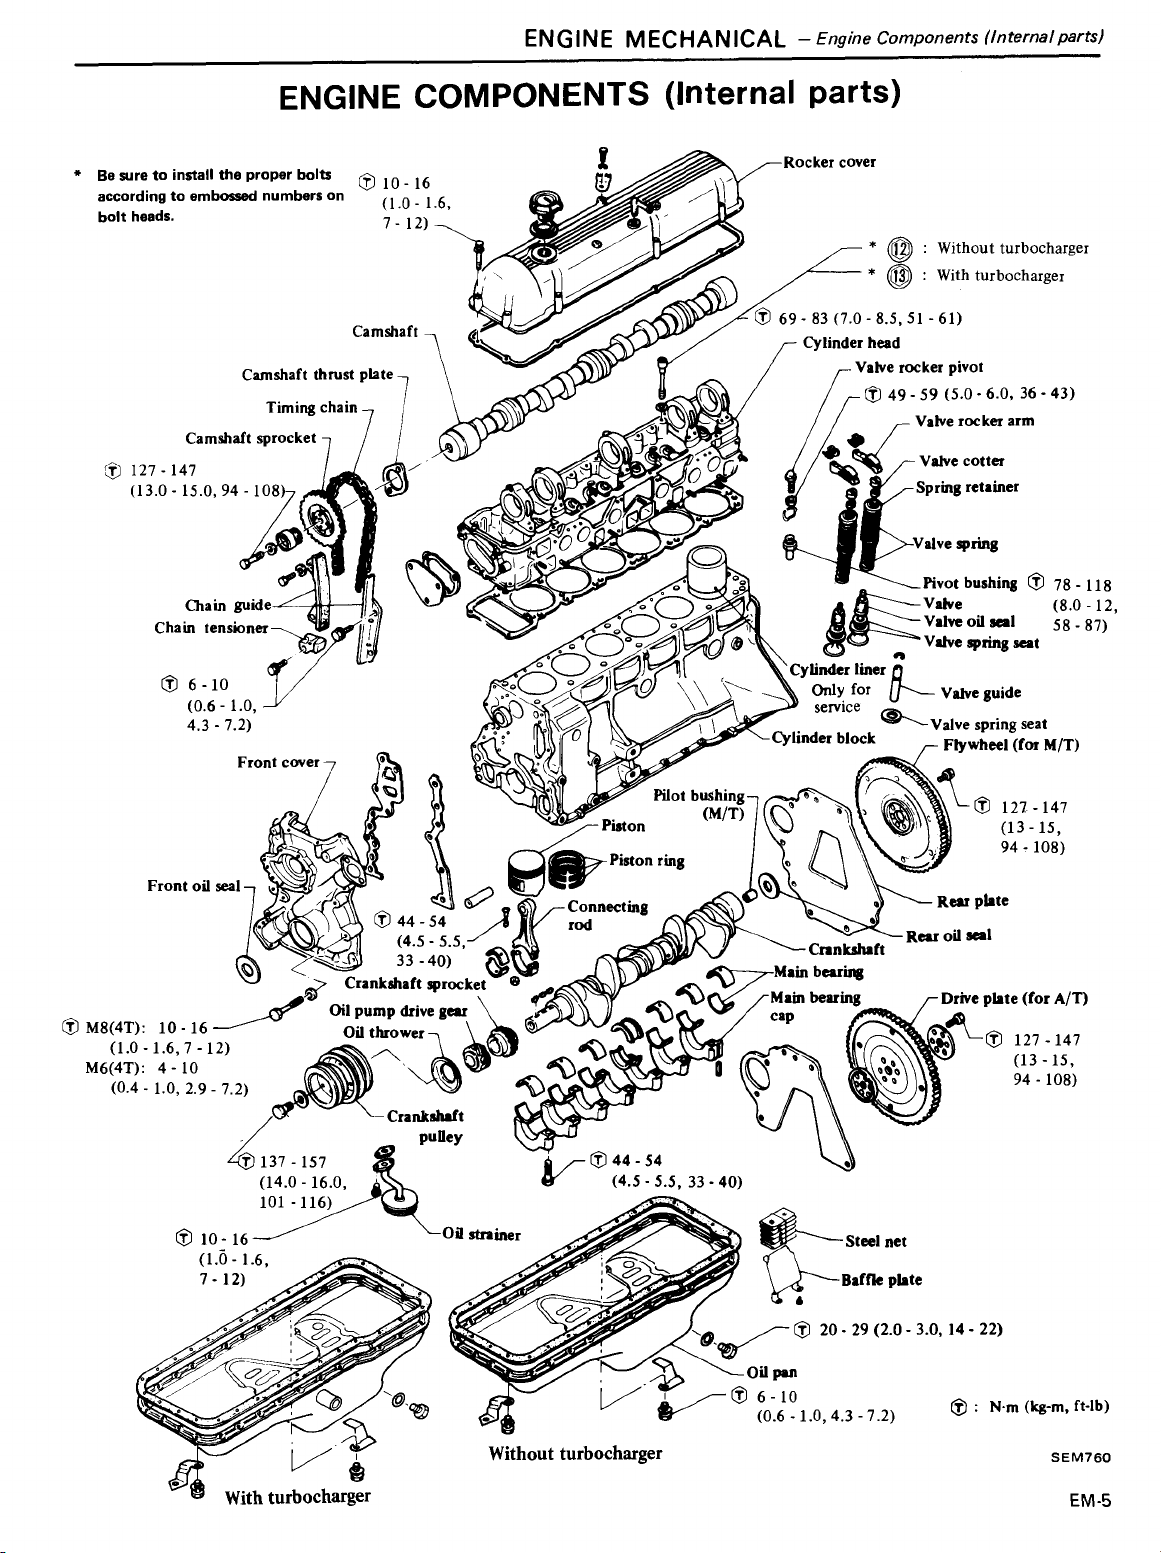 ENGINE MECHANICAL – Engine Components (Internal parts)
ENGINE COMPONENTS (Internal parts)
* Be sure to install the proper bolts
according to embossed numbers on
bolt heads.
Ⓣ 10 - 16
(1.0 - 1.6,
7 - 12)
Rocker cover
* ⑫ : Without turbocharger
* ⑬ : With turbocharger
Ⓣ 69 - 83 (7.0 - 8.5, 51 - 61)
Cylinder head
Camshaft
Valve rocker pivot
Camshaft thrust plate
Ⓣ 49 - 59 (5.0 - 6.0, 36 - 43)
Timing chain
Valve rocker arm
Camshaft sprocket
Valve cotter
Ⓣ 127 - 147
(13.0 - 15.0, 94 - 108)
Spring retainer
Valve spring
Pivot bushing Ⓣ 78 - 118
(8.0 - 12,
58 - 87)
Chain guide
Valve
Chain tensioner
Valve oil seal
Valve spring seat
Cylinder liner
Only for
service
Ⓣ 6 - 10
(0.6 - 1.0,
4.3 - 7.2)
Valve guide
Valve spring seat
Cylinder block
Flywheel (for M/T)
Front cover
Pilot bushing
(M/T)
Ⓣ 127 - 147
(13 - 15,
94 - 108)
Piston
Piston ring
Front oil seal
Rear plate
Ⓣ 44 - 54
(4.5 - 5.5,
33 - 40)
Connecting
rod
Rear oil seal
Crankshaft
Main bearing
Crankshaft sprocket
Main bearing
cap
Drive plate (for A/T)
Oil pump drive gear
Ⓣ M8(4T): 10 - 16
(1.0 - 1.6, 7 - 12)
M6(4T): 4 - 10
(0.4 - 1.0, 2.9 - 7.2)
Oil thrower
Ⓣ 127 - 147
(13 - 15,
94 - 108)
Crankshaft
pulley
Ⓣ 137 - 157
(14.0 - 16.0,
101 - 116)
Ⓣ 44 - 54
(4.5 - 5.5, 33 - 40)
Ⓣ 10 - 16
(1.0 - 1.6,
7 - 12)
Oil strainer
Steel net
Baffle plate
Ⓣ 20 - 29 (2.0 - 3.0, 14 - 22)
Oil pan
Ⓣ 6 - 10
(0.6 - 1.0, 4.3 - 7.2)
Ⓣ : N·m (kg-m, ft-lb)
Without turbocharger
SEM760
With turbocharger
EM-5